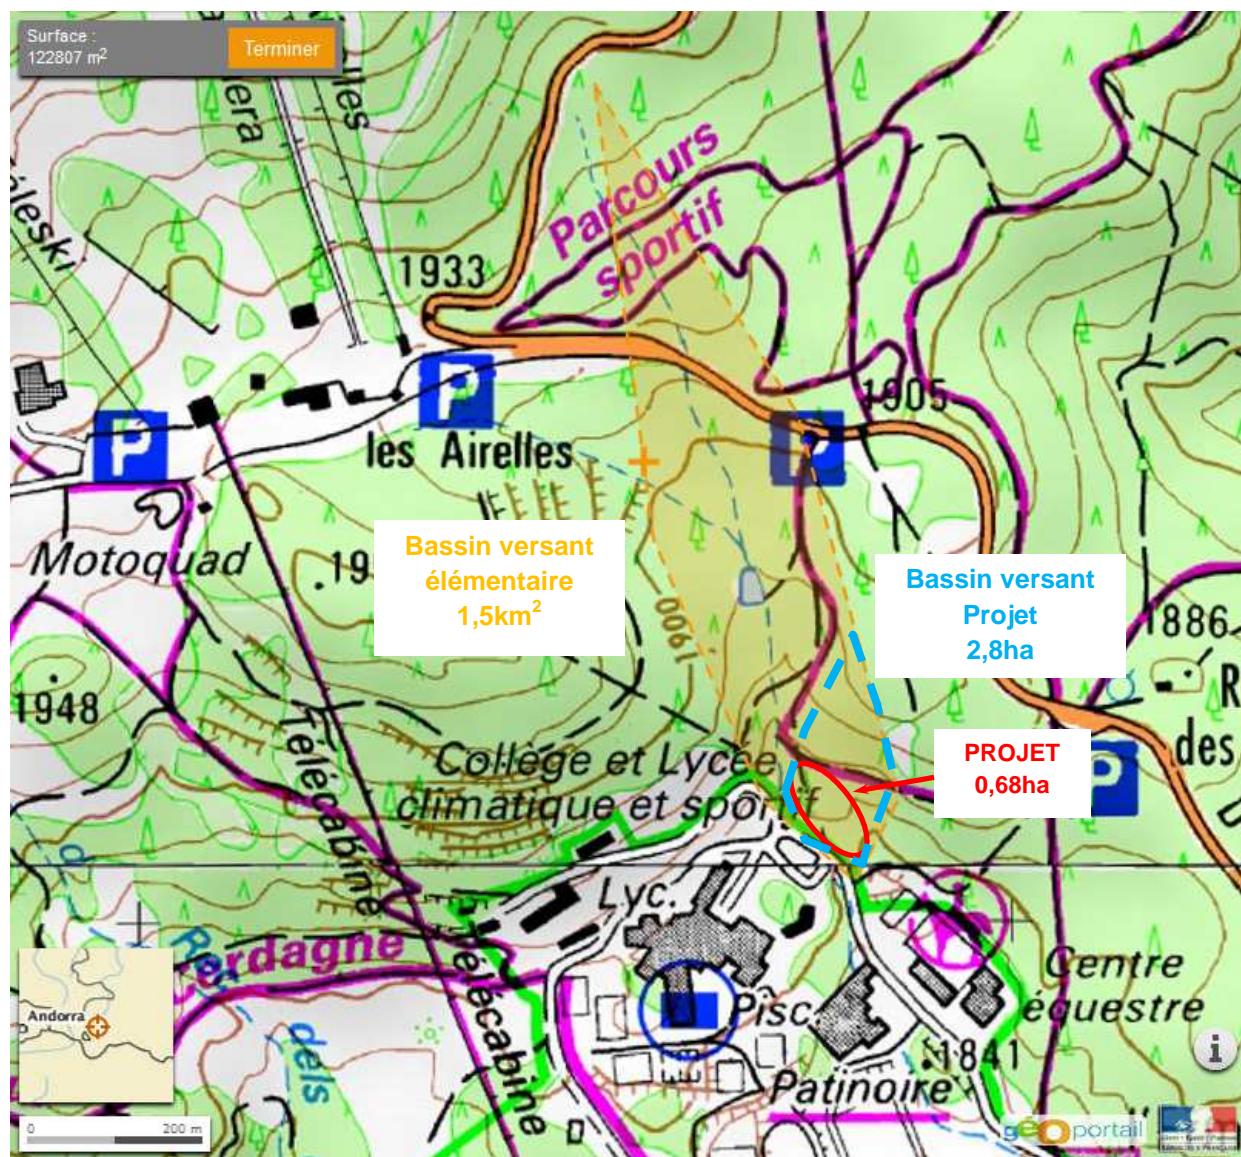 Surface :
122807 m²
Terminer
Parcours
sportif
1933
1905
P
P
P
les Airelles
Motoquad
Bassin versant
élémentaire
1,5km²
Bassin versant
Projet
2,8ha
1900
1886
1948
Télécabine
Collège et Lycée
climatique et sportif
PROJET
0,68ha
des
P
Lyc.
Télécabine
Centre
équestre
Pisc.
1841
Patinoire
dels
Andorra
0 200 m
i
géoportail